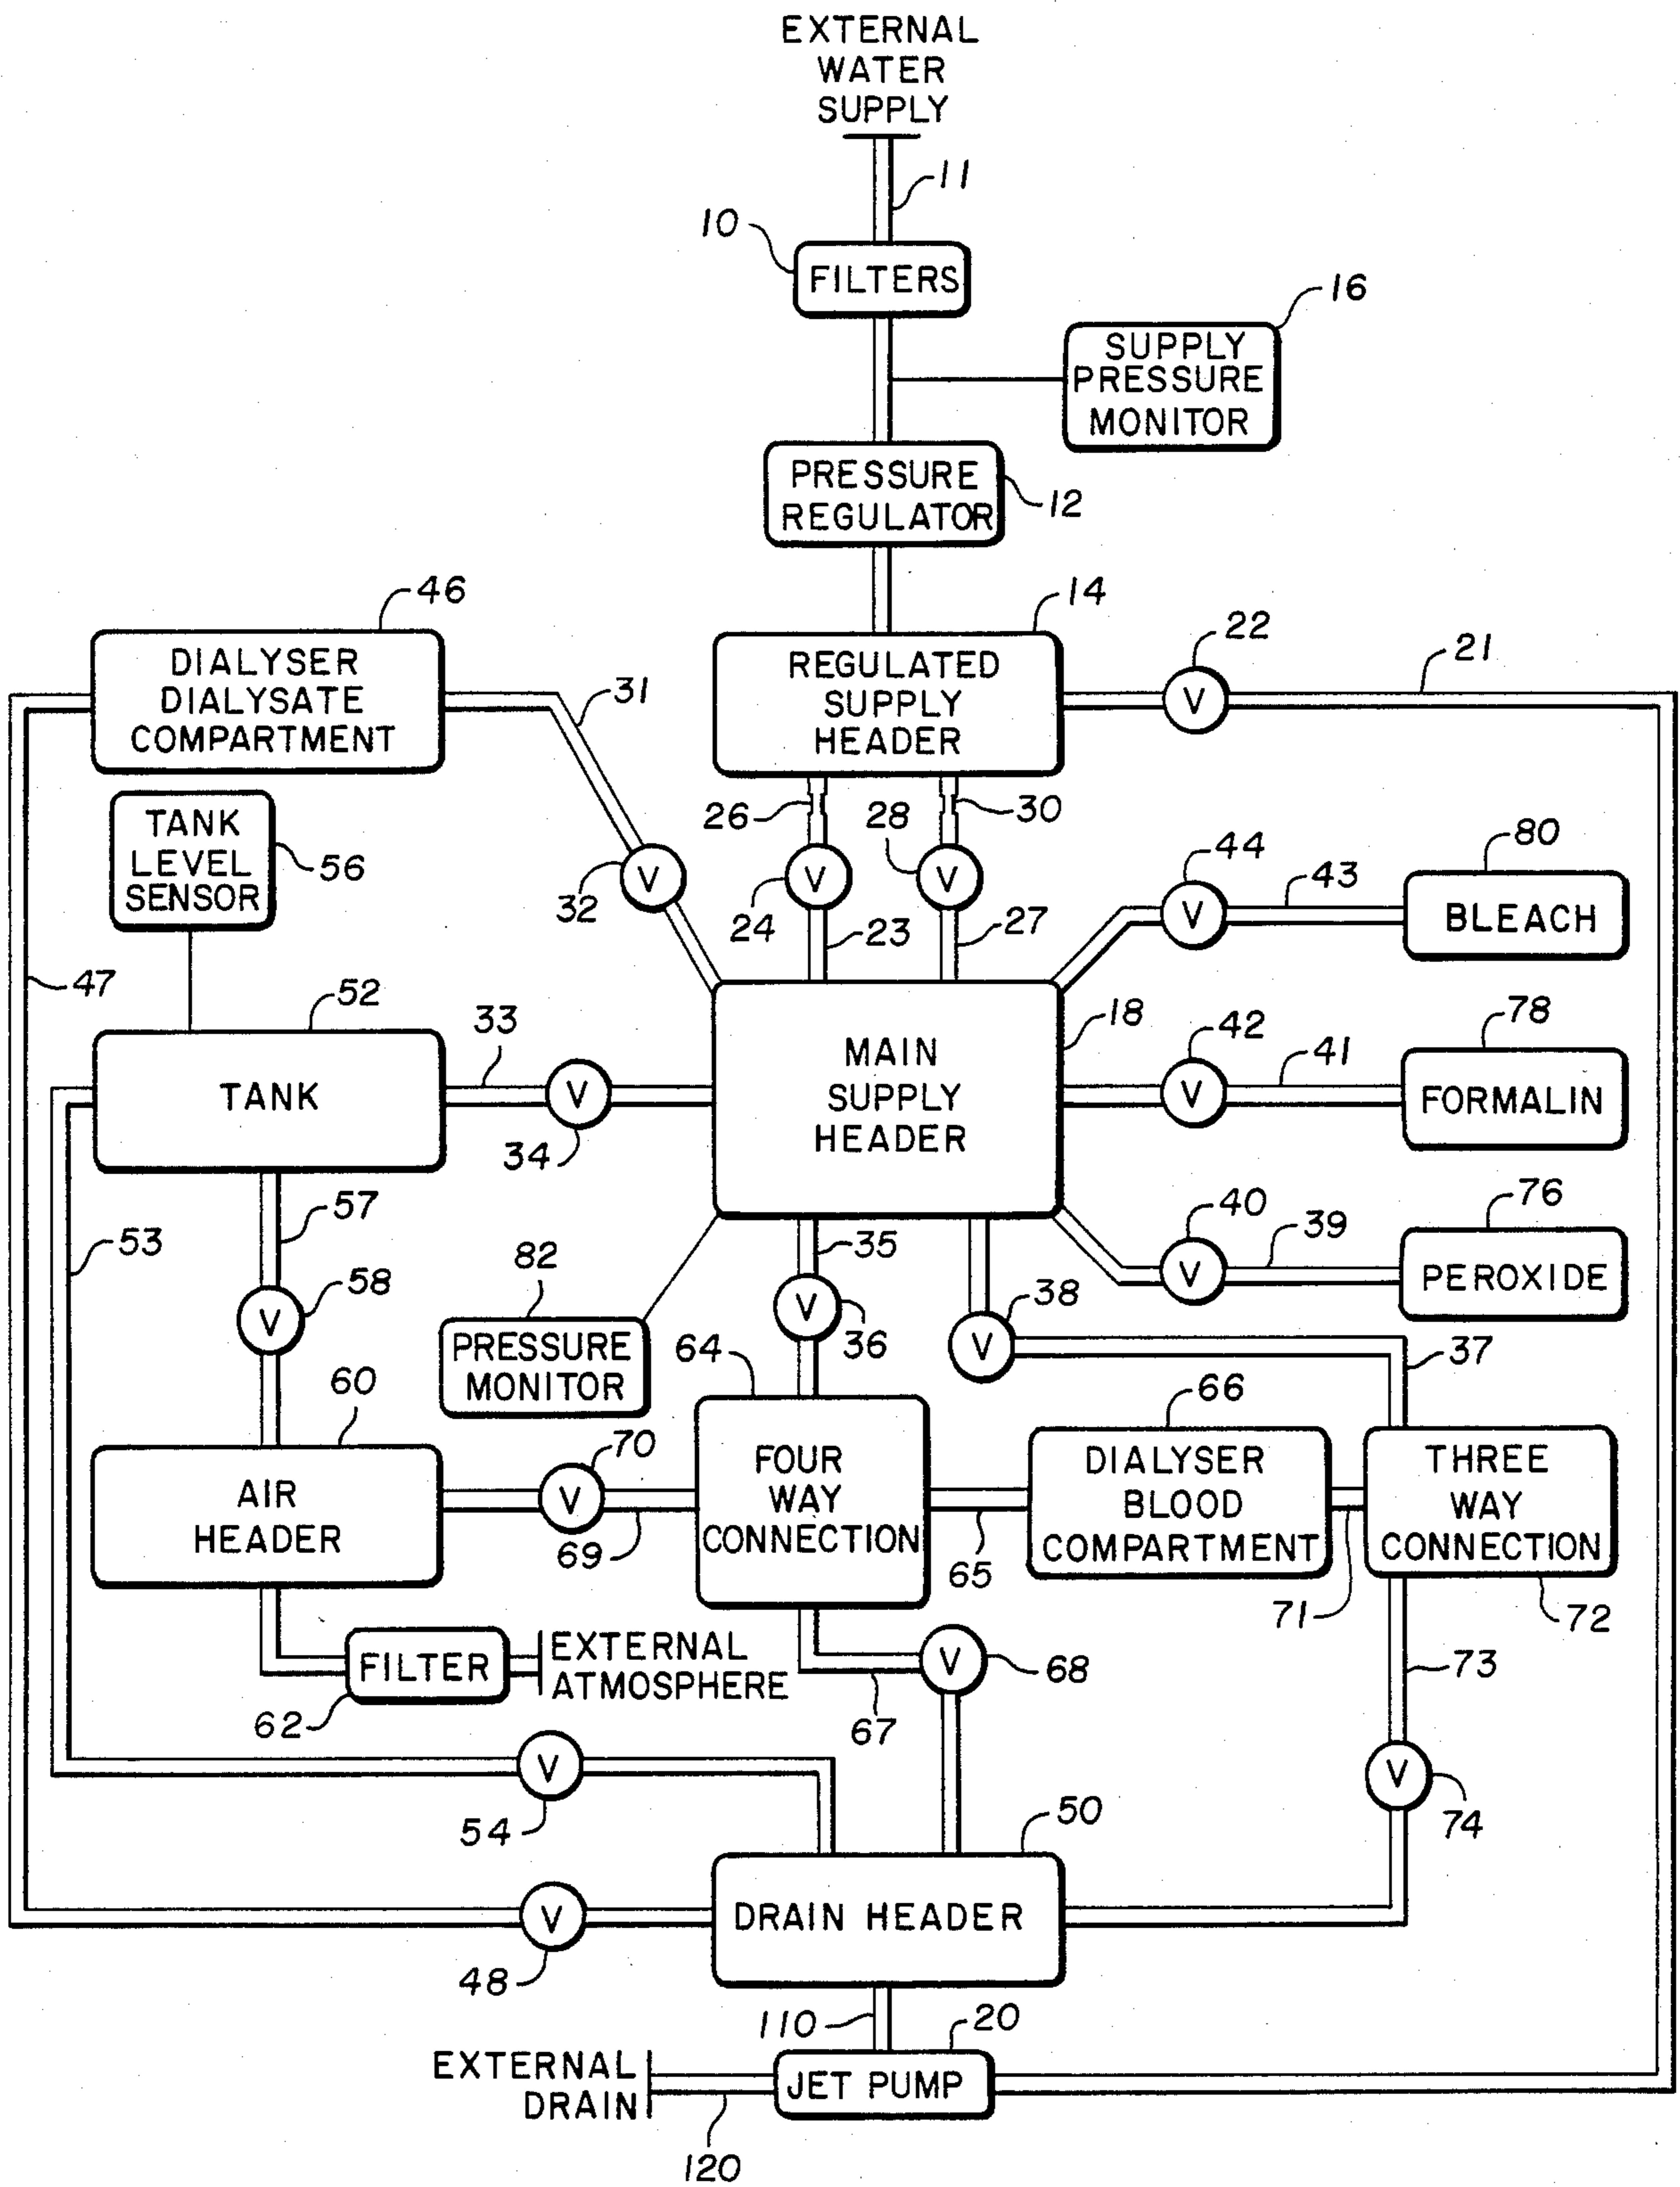 EXTERNAL
WATER
SUPPLY
11
10
FILTERS
16
SUPPLY
PRESSURE
MONITOR
PRESSURE
REGULATOR
12
46
14
22
21
DIALYSER
DIALYSATE
COMPARTMENT
31
REGULATED
SUPPLY
HEADER
V
TANK
LEVEL
SENSOR
56
26
28
30
44
43
80
32
V
24
V
V
V
BLEACH
23
27
47
52
33
18
42
41
78
TANK
V
34
MAIN
SUPPLY
HEADER
V
FORMALIN
57
53
58
V
82
35
V
36
38
V
40
V
39
76
PEROXIDE
PRESSURE
MONITOR
64
37
60
70
66
AIR
HEADER
V
69
FOUR
WAY
CONNECTION
65
DIALYSER
BLOOD
COMPARTMENT
71
THREE
WAY
CONNECTION
72
FILTER
62
EXTERNAL
ATMOSPHERE
67
V
68
73
V
54
V
74
50
V
48
DRAIN HEADER
110
20
EXTERNAL
DRAIN
JET PUMP
120